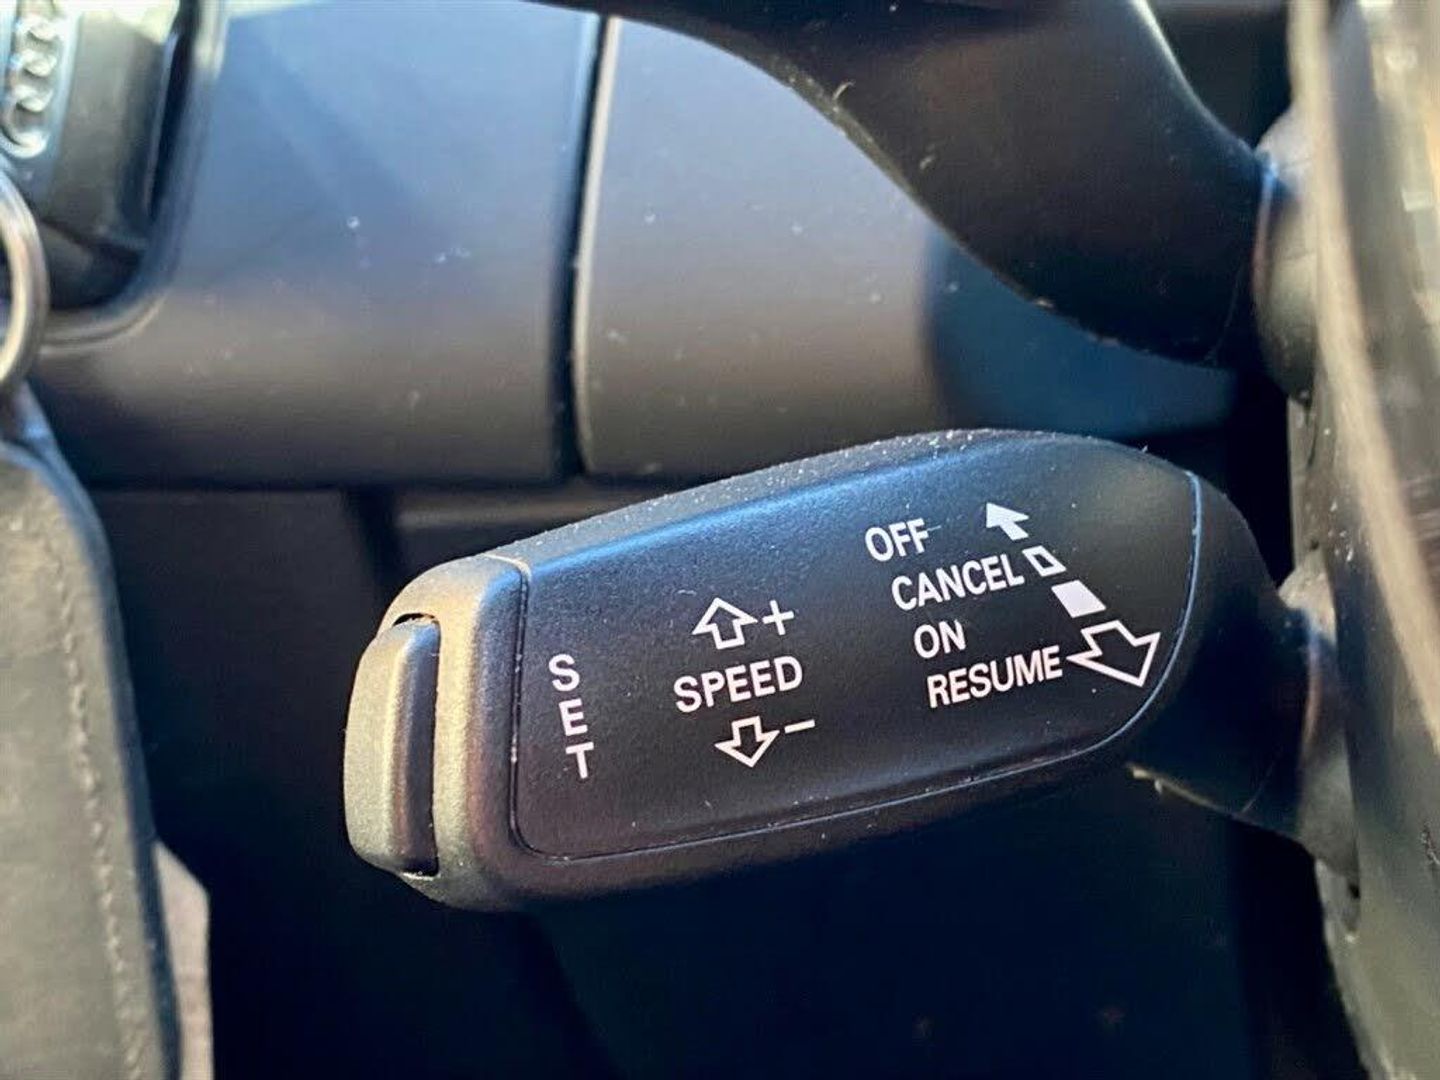 OFF
CANCEL
ON
RESUME
+
SPEED
-
SET